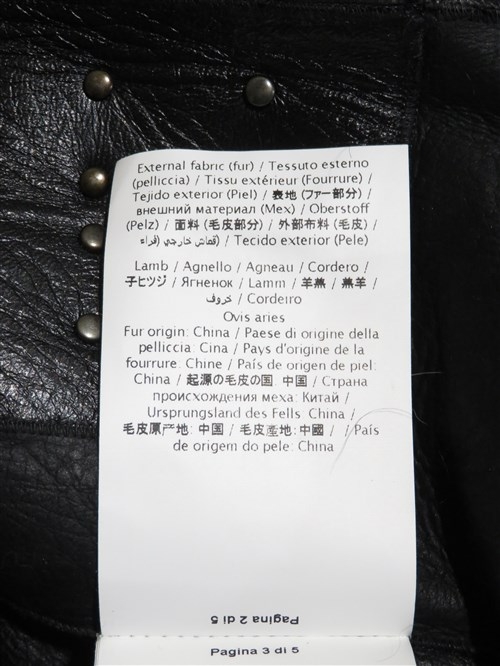 External fabric (fur) / Tessuto esterno
(pelliccia) / Tissu extérieur (Fourrure) /
Tejido exterior (Piel) / 表地 (ファー部分) /
внешний материал (Мех) / Oberstoff
(Pelz) / 面料 (毛皮部分) / 外部布料 (毛皮) /
قماش خارجي (فراء) / Tecido exterior (Pele)
Lamb / Agnello / Agneau / Cordero /
子ヒツジ / Ягненок / Lamm / 羊羔 / 羔羊 /
خروف / Cordeiro
Ovis aries
Fur origin: China / Paese di origine della
pelliccia: Cina / Pays d'origine de la
fourrure: Chine / País de origen de piel:
China / 起源の毛皮の国: 中国 / Страна
происхождения меха: Китай /
Ursprungsland des Fells: China /
毛皮原产地: 中国 / 毛皮產地: 中國 / / País
de origem do pele: China
Pagina 2 di 5
Pagina 3 di 5